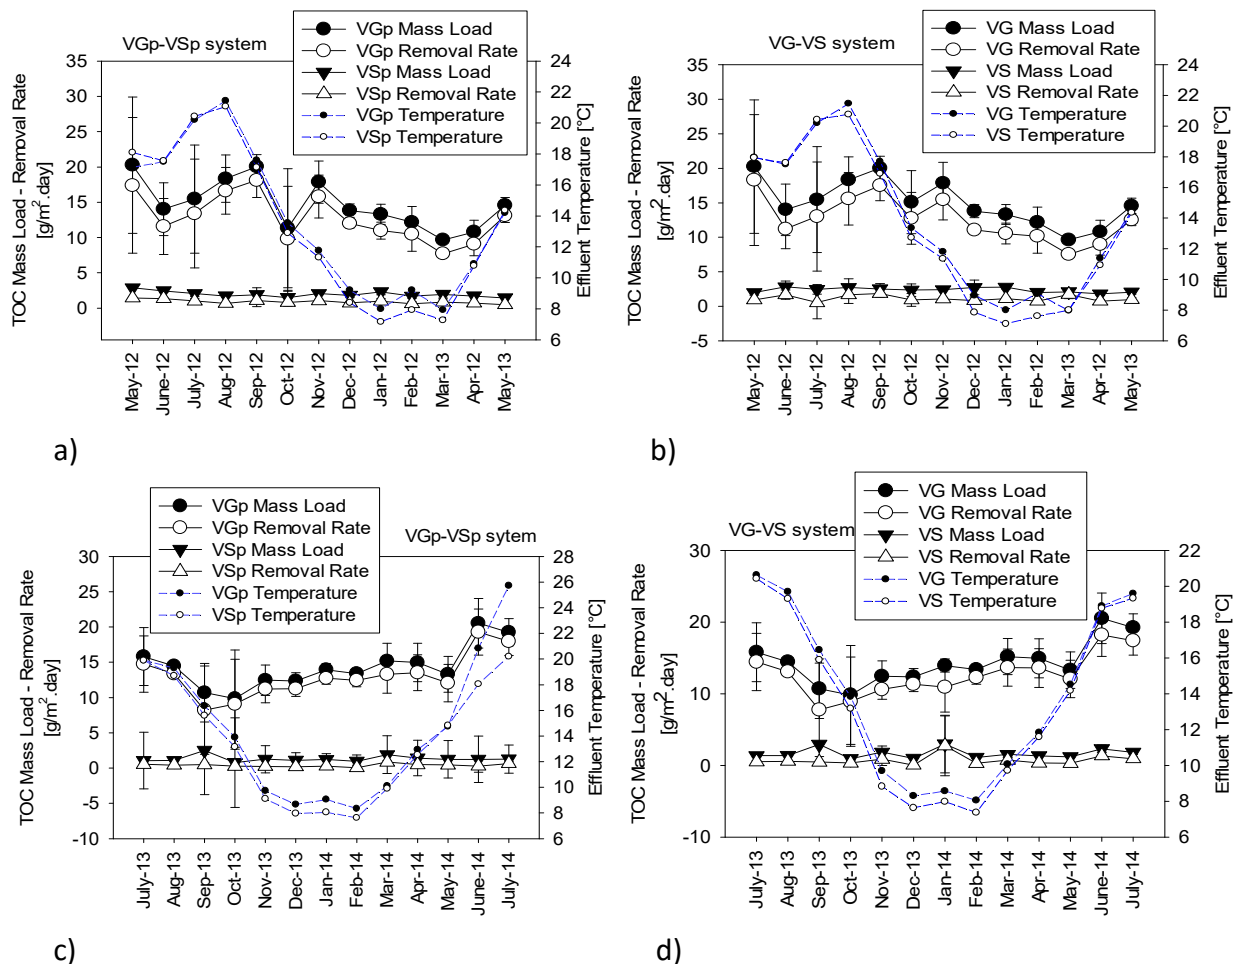 VGp-VSp system
VGp Mass Load
VGp Removal Rate
VSp Mass Load
VSp Removal Rate
VGp Temperature
VSp Temperature
TOC Mass Load - Removal Rate
[g/m².day]
35
30
25
20
15
10
5
0
24
22
20
18
16
14
12
10
8
6
Effluent Temperature [°C]
May-12
June-12
July-12
Aug-12
Sep-12
Oct-12
Nov-12
Dec-12
Jan-12
Feb-12
Mar-13
Apr-12
May-13
a)
VG-VS system
VG Mass Load
VG Removal Rate
VS Mass Load
VS Removal Rate
VG Temperature
VS Temperature
TOC Mass Load - Removal Rate
[g/m².day]
35
30
25
20
15
10
5
0
-5
24
22
20
18
16
14
12
10
8
6
Effluent Temperature [°C]
May-12
June-12
July-12
Aug-12
Sep-12
Oct-12
Nov-12
Dec-12
Jan-12
Feb-12
Mar-13
Apr-12
May-13
b)
VGp Mass Load
VGp Removal Rate
VSp Mass Load
VSp Removal Rate
VGp Temperature
VSp Temperature
VGp-VSp sytem
TOC Mass Load - Removal Rate
[g/m².day]
30
25
20
15
10
5
0
-5
-10
28
26
24
22
20
18
16
14
12
10
8
6
Effluent Temperature [°C]
July-13
Aug-13
Sep-13
Oct-13
Nov-13
Dec-13
Jan-14
Feb-14
Mar-14
Apr-14
May-14
June-14
July-14
c)
VG-VS system
VG Mass Load
VG Removal Rate
VS Mass Load
VS Removal Rate
VG Temperature
VS Temperature
TOC Mass Load - Removal Rate
[g/m².day]
30
20
10
0
-10
22
20
18
16
14
12
10
8
6
Effluent Temperature [°C]
July-13
Aug-13
Sep-13
Oct-13
Nov-13
Dec-13
Jan-14
Feb-14
Mar-14
Apr-14
May-14
June-14
July-14
d)